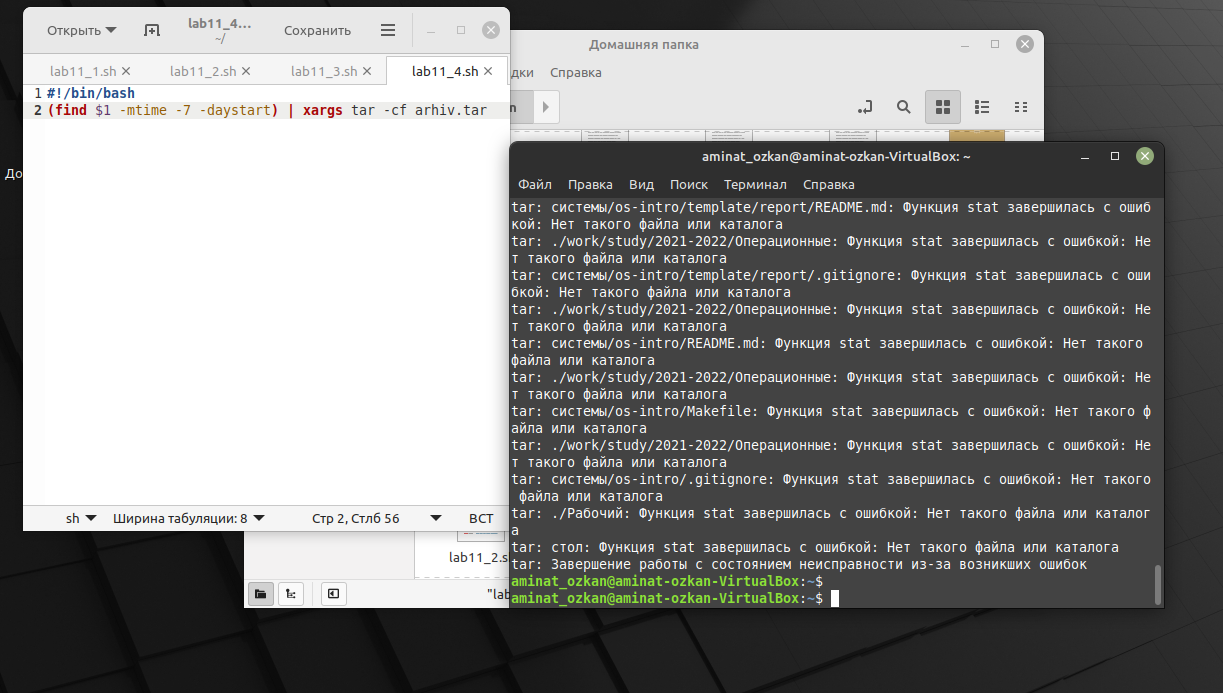 Открыть
lab11_4...
~/
Сохранить
lab11_1.sh
lab11_2.sh
lab11_3.sh
lab11_4.sh
1 #!/bin/bash
2 (find $1 -mtime -7 -daystart) | xargs tar -cf arhiv.tar
sh
Ширина табуляции: 8
Стр 2, Стлб 56
ВСТ
Домашняя папка
дки
Справка
До
lab11_2.s
"lab
aminat_ozkan@aminat-ozkan-VirtualBox: ~
Файл Правка Вид Поиск Терминал Справка
tar: системы/os-intro/template/report/README.md: Функция stat завершилась с ошиб
кой: Нет такого файла или каталога
tar: ./work/study/2021-2022/Операционные: Функция stat завершилась с ошибкой: Не
т такого файла или каталога
tar: системы/os-intro/template/report/.gitignore: Функция stat завершилась с оши
бкой: Нет такого файла или каталога
tar: ./work/study/2021-2022/Операционные: Функция stat завершилась с ошибкой: Не
т такого файла или каталога
tar: системы/os-intro/README.md: Функция stat завершилась с ошибкой: Нет такого
файла или каталога
tar: ./work/study/2021-2022/Операционные: Функция stat завершилась с ошибкой: Не
т такого файла или каталога
tar: системы/os-intro/Makefile: Функция stat завершилась с ошибкой: Нет такого ф
айла или каталога
tar: ./work/study/2021-2022/Операционные: Функция stat завершилась с ошибкой: Не
т такого файла или каталога
tar: системы/os-intro/.gitignore: Функция stat завершилась с ошибкой: Нет такого
файла или каталога
tar: ./Рабочий: Функция stat завершилась с ошибкой: Нет такого файла или каталог
а
tar: стол: Функция stat завершилась с ошибкой: Нет такого файла или каталога
tar: Завершение работы с состоянием неисправности из-за возникших ошибок
aminat_ozkan@aminat-ozkan-VirtualBox:~$
aminat_ozkan@aminat-ozkan-VirtualBox:~$